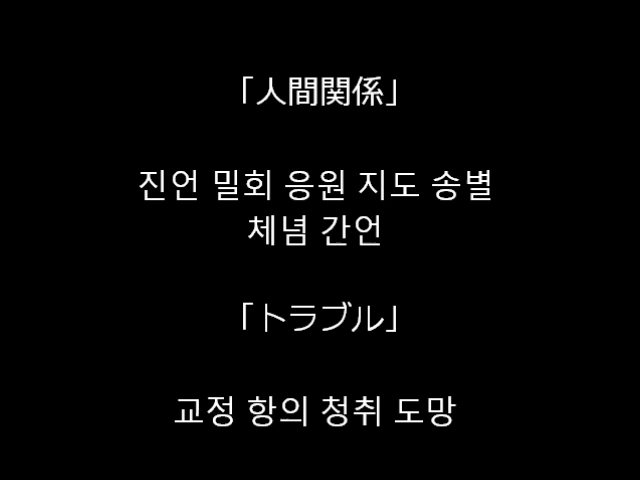 「人間関係」
진언 밀회 응원 지도 송별
체념 간언
「トラブル」
교정 항의 청취 도망